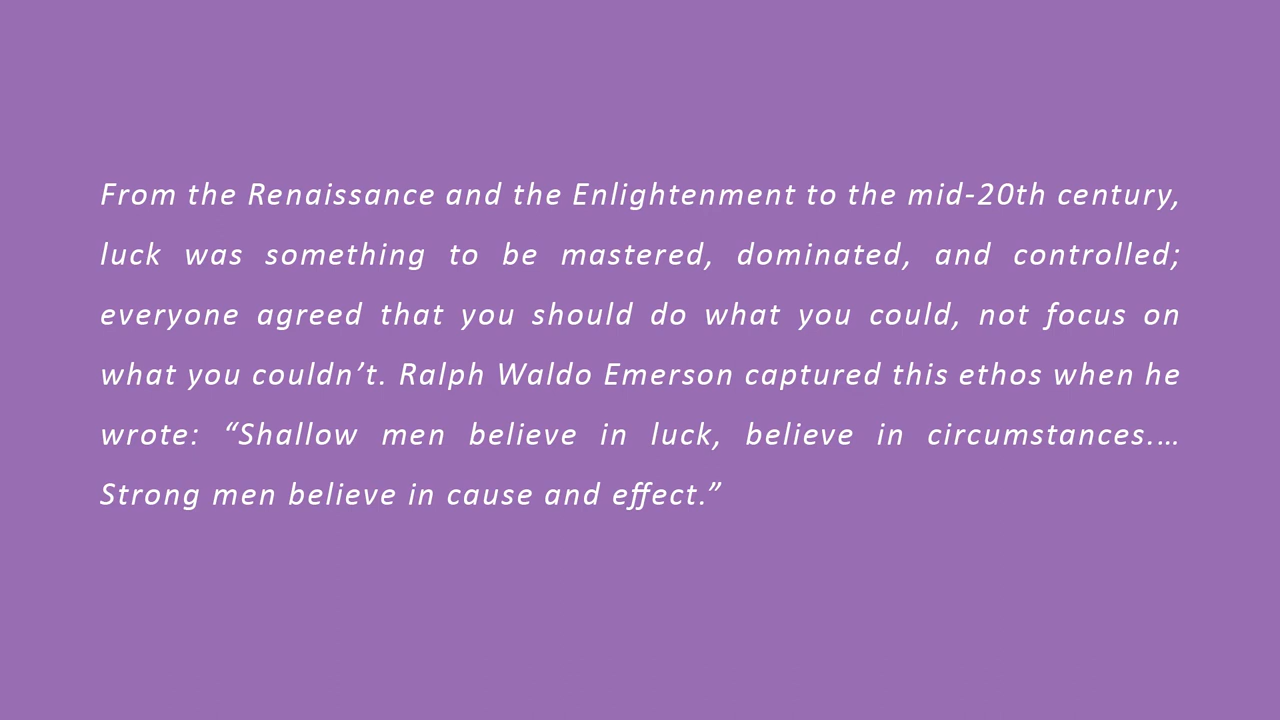 From the Renaissance and the Enlightenment to the mid-20th century,
luck was something to be mastered, dominated, and controlled;
everyone agreed that you should do what you could, not focus on
what you couldn’t. Ralph Waldo Emerson captured this ethos when he
wrote: “Shallow men believe in luck, believe in circumstances.…
Strong men believe in cause and effect.”